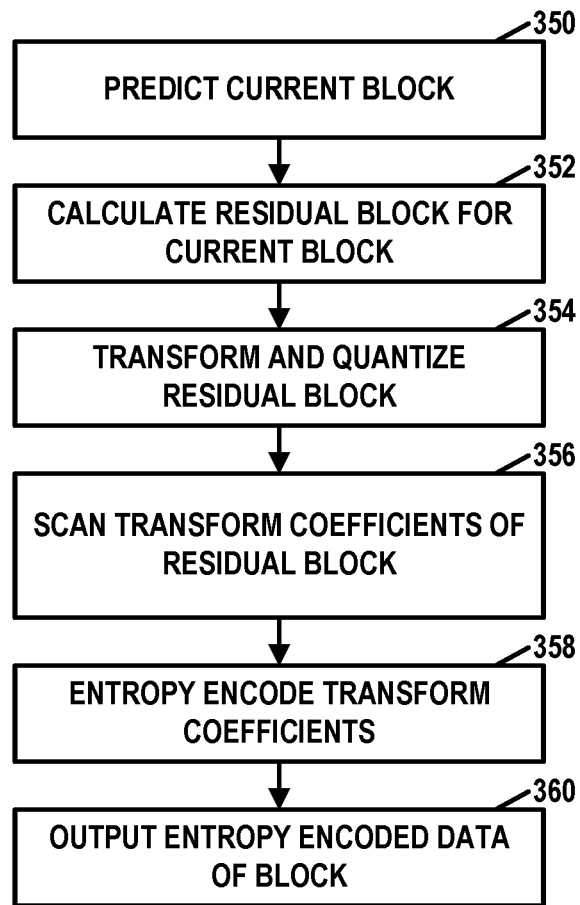 350
PREDICT CURRENT BLOCK
352
CALCULATE RESIDUAL BLOCK FOR
CURRENT BLOCK
354
TRANSFORM AND QUANTIZE
RESIDUAL BLOCK
356
SCAN TRANSFORM COEFFICIENTS OF
RESIDUAL BLOCK
358
ENTROPY ENCODE TRANSFORM
COEFFICIENTS
360
OUTPUT ENTROPY ENCODED DATA
OF BLOCK